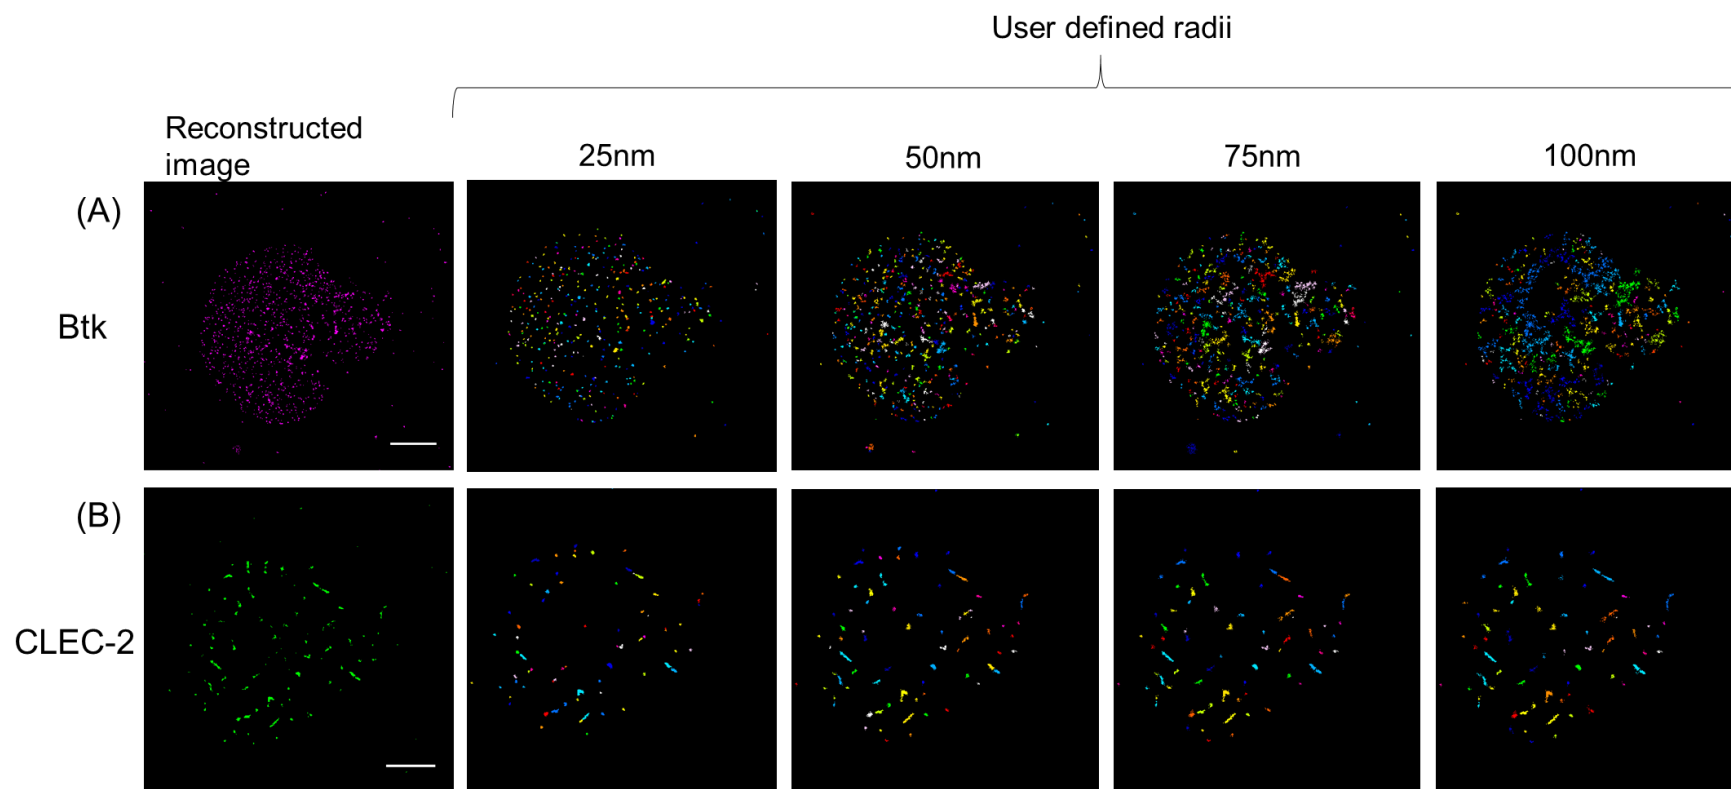 User defined radii
Reconstructed
image
25nm
50nm
75nm
100nm
(A)
Btk
(B)
CLEC-2